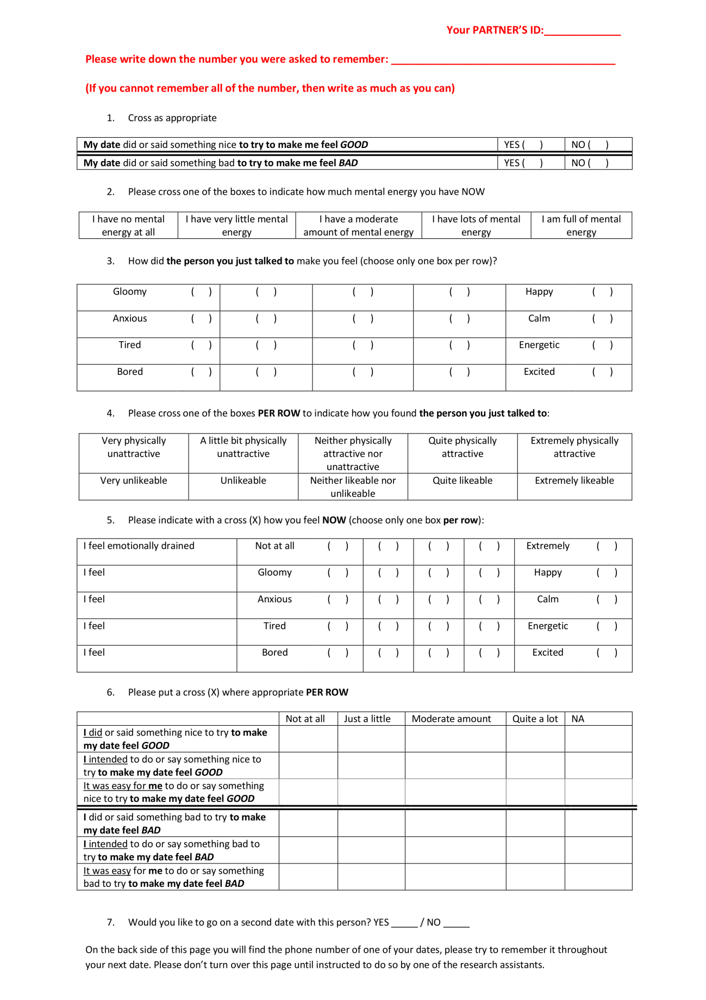 Your PARTNER'S ID:_____________
Please write down the number you were asked to remember: ______________________________________
(If you cannot remember all of the number, then write as much as you can)
1. Cross as appropriate
My date did or said something nice to try to make me feel GOOD YES ( ) NO ( )
My date did or said something bad to try to make me feel BAD YES ( ) NO ( )
2. Please cross one of the boxes to indicate how much mental energy you have NOW
I have no mental energy at all
I have very little mental energy
I have a moderate amount of mental energy
I have lots of mental energy
I am full of mental energy
3. How did the person you just talked to make you feel (choose only one box per row)?
Gloomy ( ) ( ) ( ) ( ) Happy ( )
Anxious ( ) ( ) ( ) ( ) Calm ( )
Tired ( ) ( ) ( ) ( ) Energetic ( )
Bored ( ) ( ) ( ) ( ) Excited ( )
4. Please cross one of the boxes PER ROW to indicate how you found the person you just talked to:
Very physically unattractive
A little bit physically unattractive
Neither physically attractive nor unattractive
Quite physically attractive
Extremely physically attractive
Very unlikeable
Unlikeable
Neither likeable nor unlikeable
Quite likeable
Extremely likeable
5. Please indicate with a cross (X) how you feel NOW (choose only one box per row):
I feel emotionally drained Not at all ( ) ( ) ( ) ( ) Extremely ( )
I feel Gloomy ( ) ( ) ( ) ( ) Happy ( )
I feel Anxious ( ) ( ) ( ) ( ) Calm ( )
I feel Tired ( ) ( ) ( ) ( ) Energetic ( )
I feel Bored ( ) ( ) ( ) ( ) Excited ( )
6. Please put a cross (X) where appropriate PER ROW
Not at all Just a little Moderate amount Quite a lot NA
I did or said something nice to try to make
my date feel GOOD
I intended to do or say something nice to
try to make my date feel GOOD
It was easy for me to do or say something
nice to try to make my date feel GOOD
I did or said something bad to try to make
my date feel BAD
I intended to do or say something bad to
try to make my date feel BAD
It was easy for me to do or say something
bad to try to make my date feel BAD
7. Would you like to go on a second date with this person? YES _____ / NO _____
On the back side of this page you will find the phone number of one of your dates, please try to remember it throughout
your next date. Please don't turn over this page until instructed to do so by one of the research assistants.